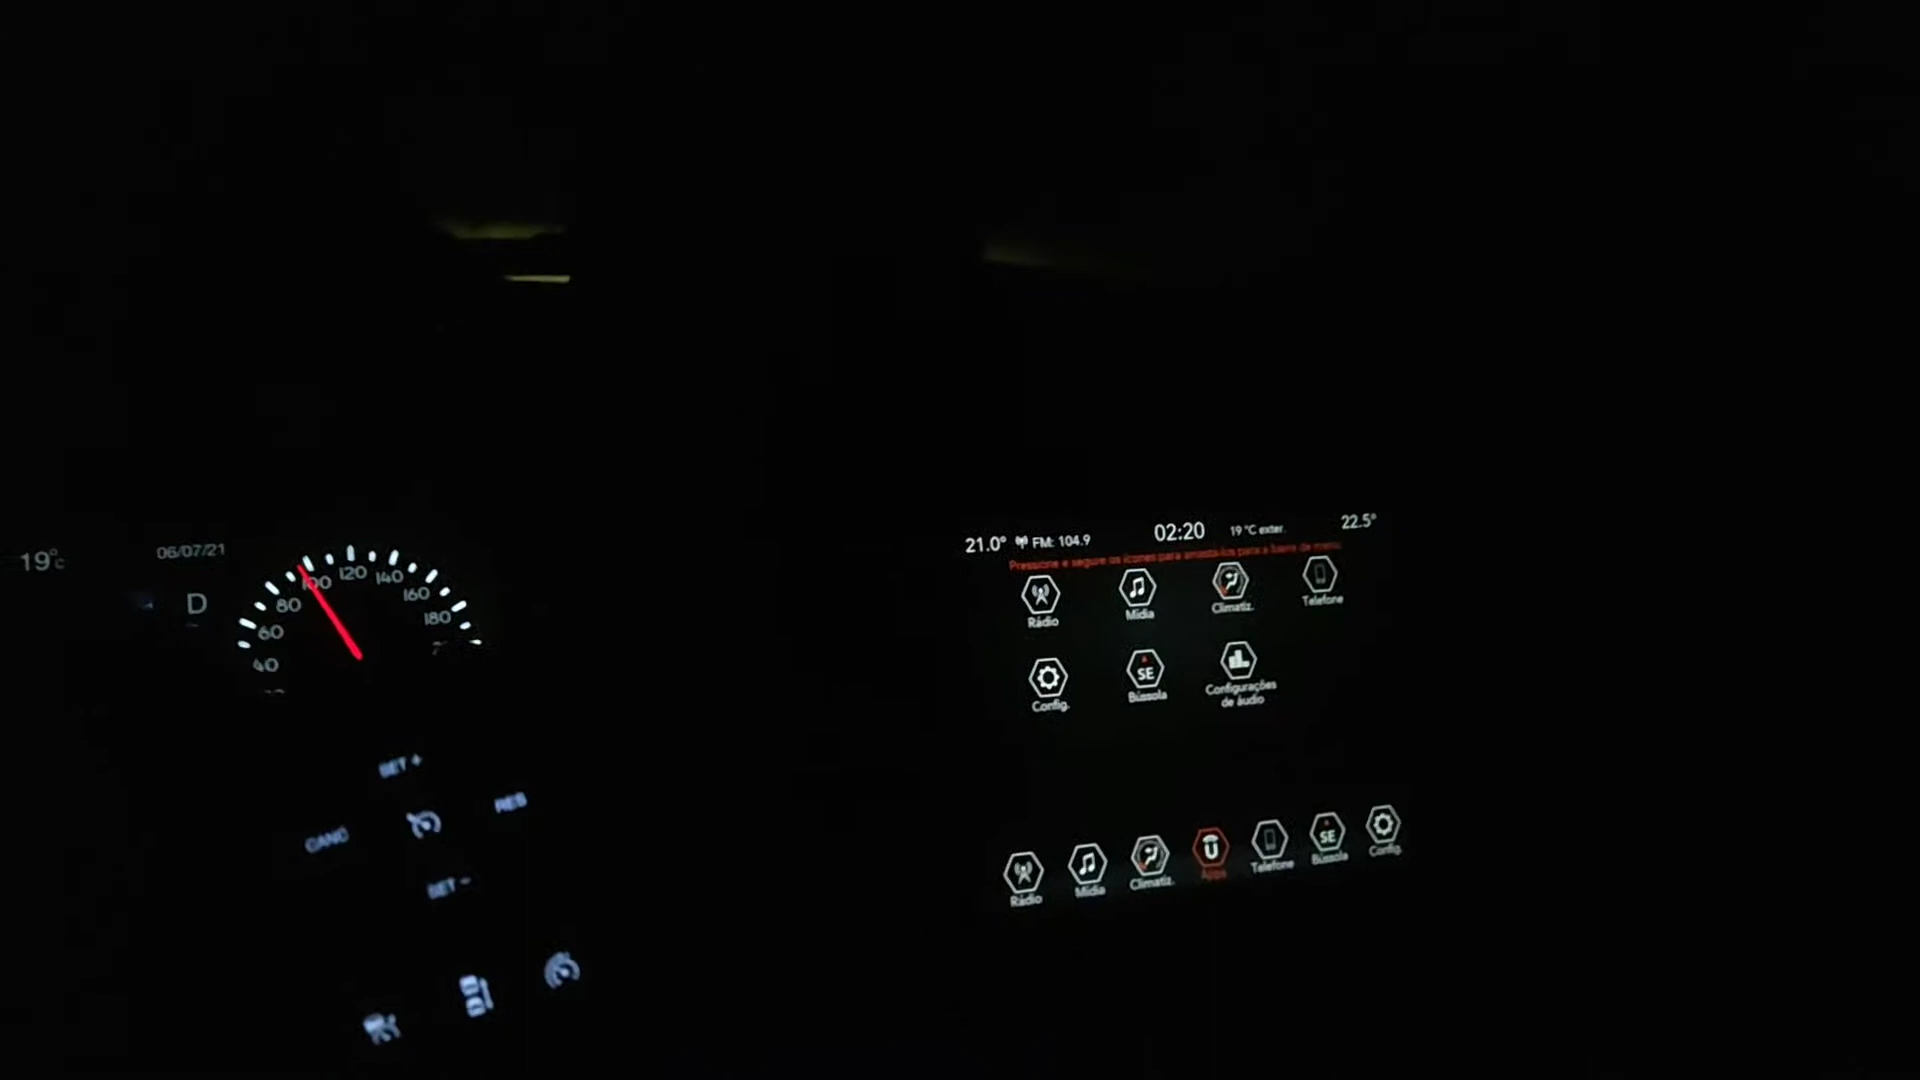 19°C
06/07/21
D
40
60
80
100
120
140
160
180
SET +
CANC
RES
SET -
21.0°
FM: 104.9
02:20
19 °C exter.
22.5°
Pressione e segure os ícones para arrastá-los para a barra de menu
Rádio
Mídia
Climatiz.
Telefone
SE
Config.
Bússola
Configurações
de áudio
U
SE
Rádio
Mídia
Climatiz.
Apps
Telefone
Bússola
Config.